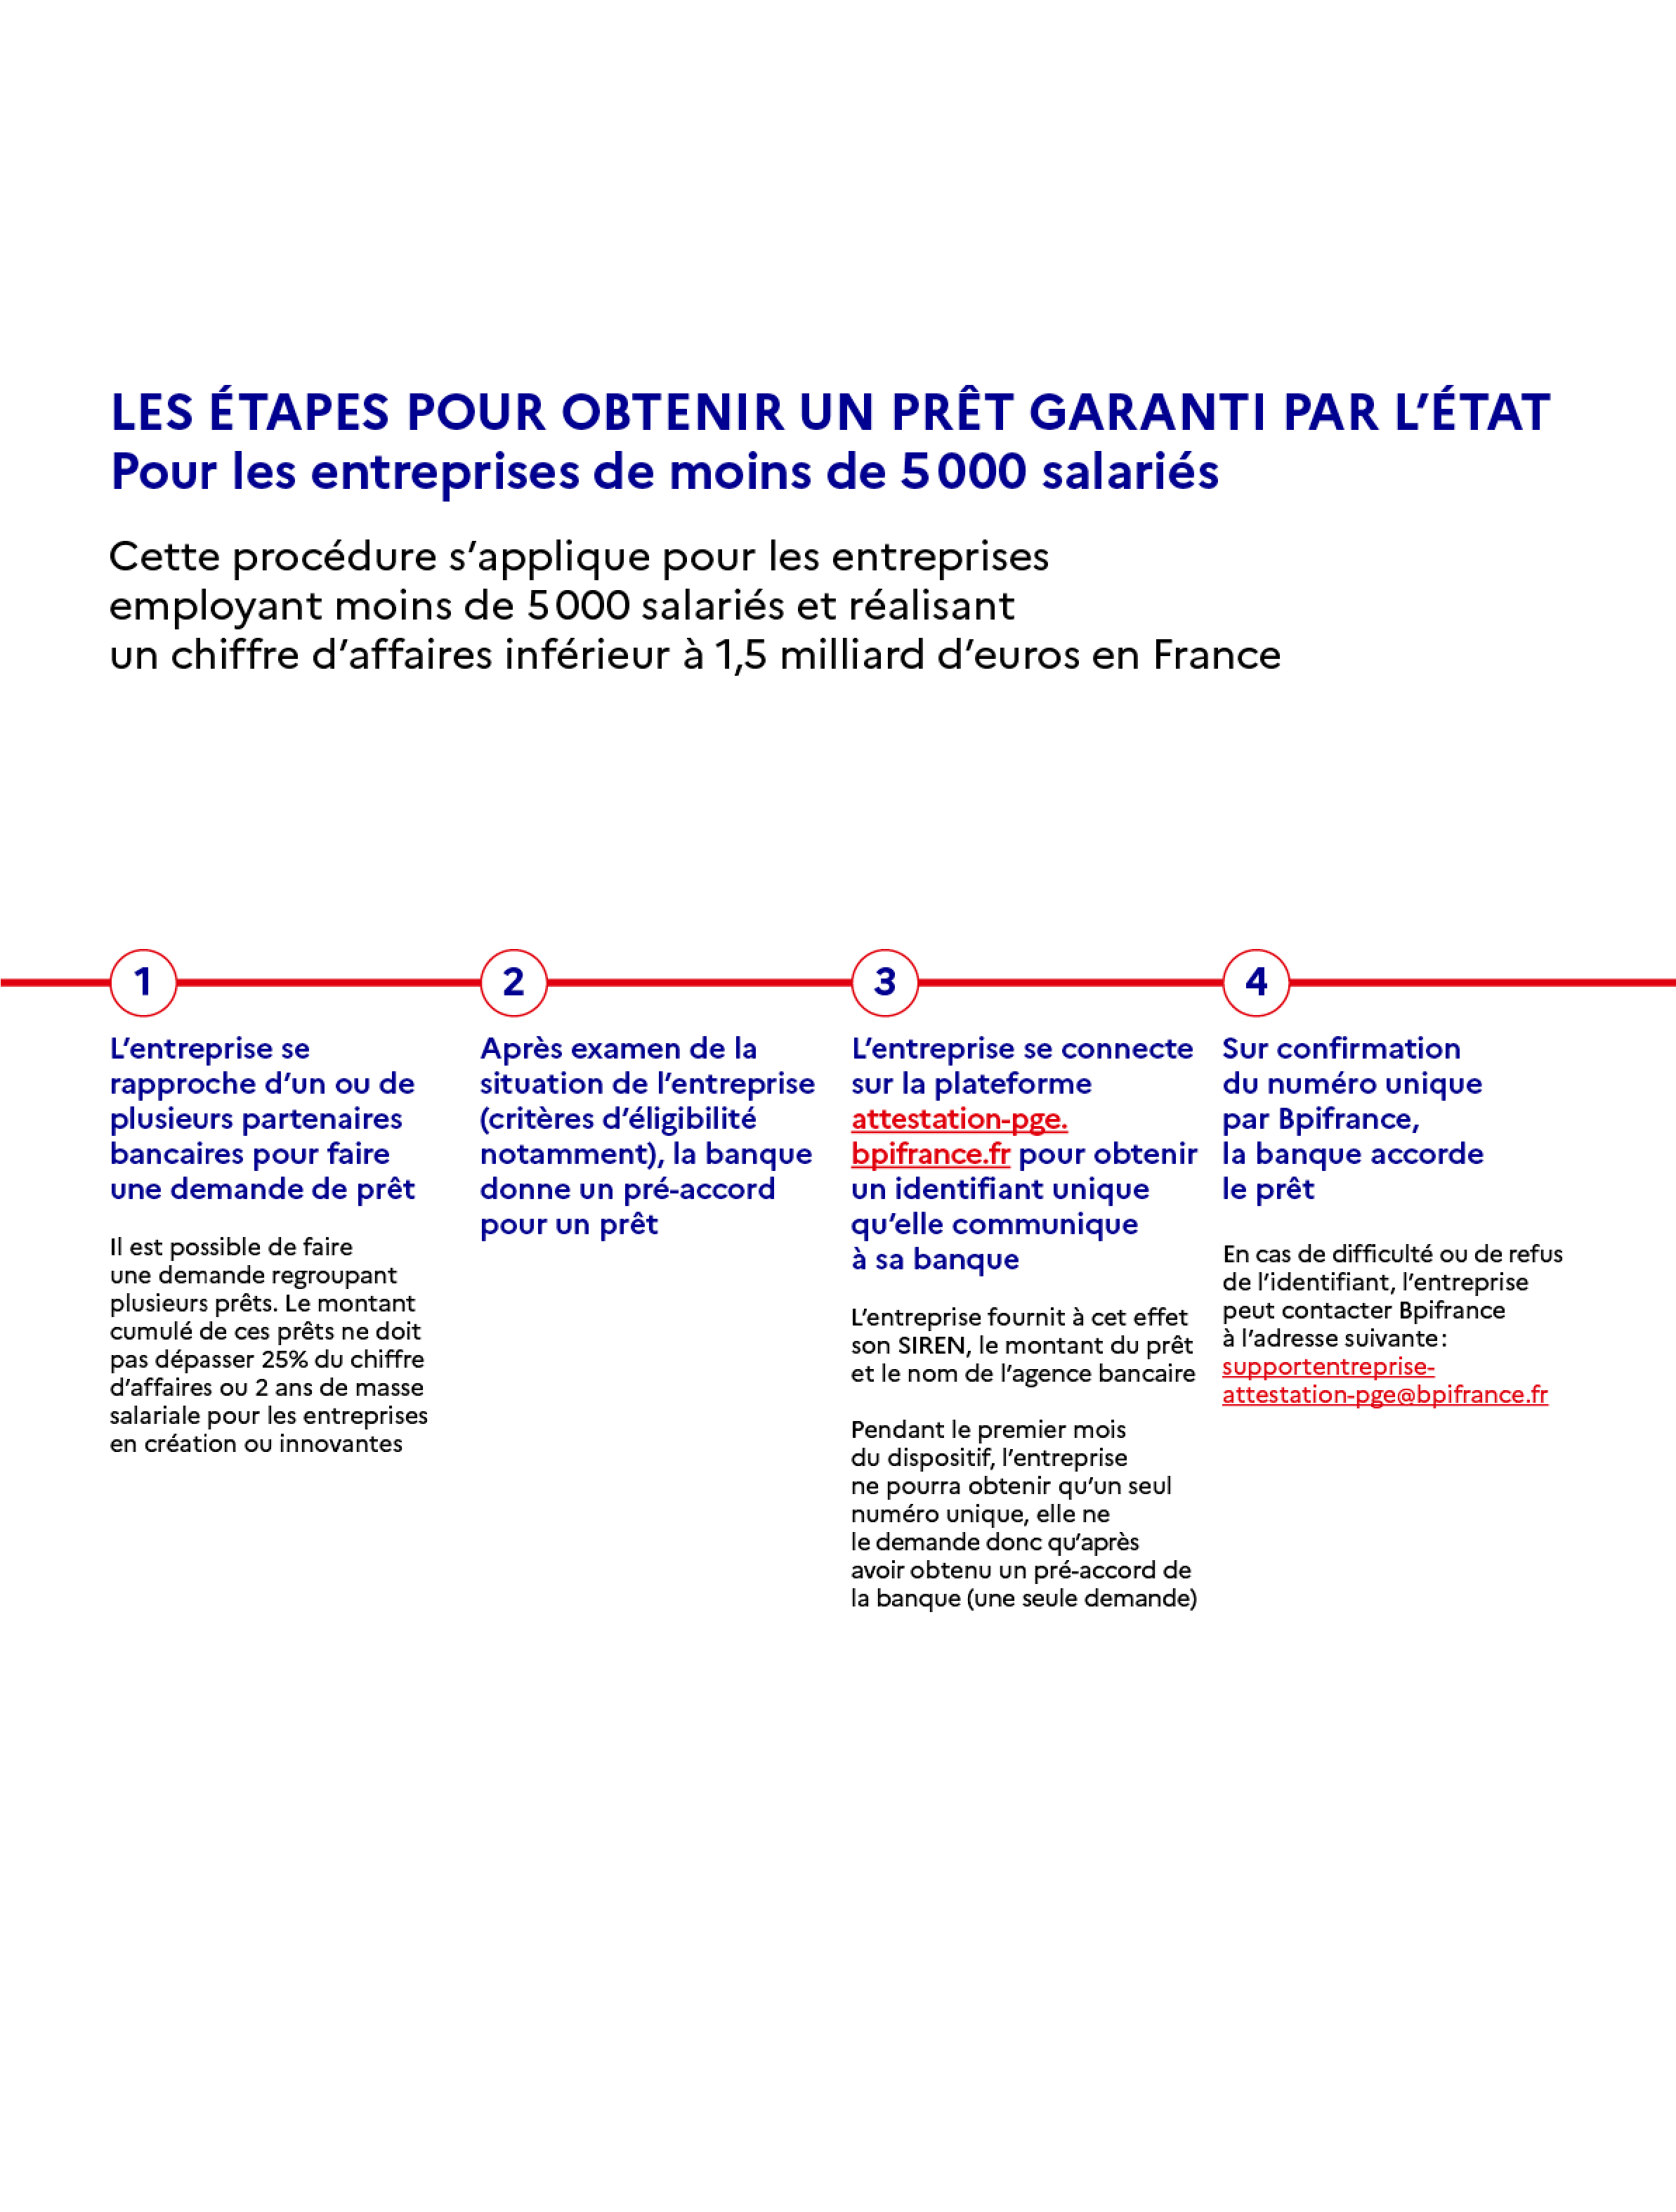 LES ÉTAPES POUR OBTENIR UN PRÊT GARANTI PAR L’ÉTAT
Pour les entreprises de moins de 5 000 salariés
Cette procédure s’applique pour les entreprises
employant moins de 5 000 salariés et réalisant
un chiffre d’affaires inférieur à 1,5 milliard d’euros en France
1
L’entreprise se
rapproche d’un ou de
plusieurs partenaires
bancaires pour faire
une demande de prêt
Il est possible de faire
une demande regroupant
plusieurs prêts. Le montant
cumulé de ces prêts ne doit
pas dépasser 25% du chiffre
d’affaires ou 2 ans de masse
salariale pour les entreprises
en création ou innovantes
2
Après examen de la
situation de l’entreprise
(critères d’éligibilité
notamment), la banque
donne un pré-accord
pour un prêt
3
L’entreprise se connecte
sur la plateforme
attestation-pge.
bpifrance.fr pour obtenir
un identifiant unique
qu’elle communique
à sa banque
L’entreprise fournit à cet effet
son SIREN, le montant du prêt
et le nom de l’agence bancaire
Pendant le premier mois
du dispositif, l’entreprise
ne pourra obtenir qu’un seul
numéro unique, elle ne
le demande donc qu’après
avoir obtenu un pré-accord de
la banque (une seule demande)
4
Sur confirmation
du numéro unique
par Bpifrance,
la banque accorde
le prêt
En cas de difficulté ou de refus
de l’identifiant, l’entreprise
peut contacter Bpifrance
à l’adresse suivante :
supportentreprise-
attestation-pge@bpifrance.fr